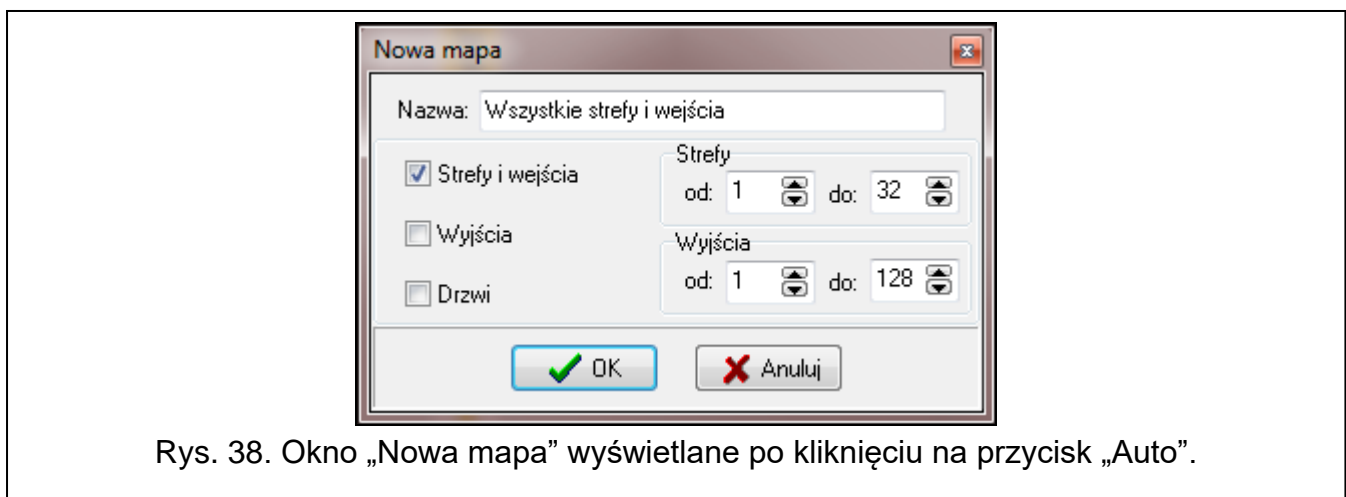 Nowa mapa
Nazwa: Wszystkie strefy i wejścia
Strefy i wejścia
Wyjścia
Drzwi
Strefy
od: 1 do: 32
Wyjścia
od: 1 do: 128
OK Anuluj
Rys. 38. Okno „Nowa mapa” wyświetlane po kliknięciu na przycisk „Auto”.